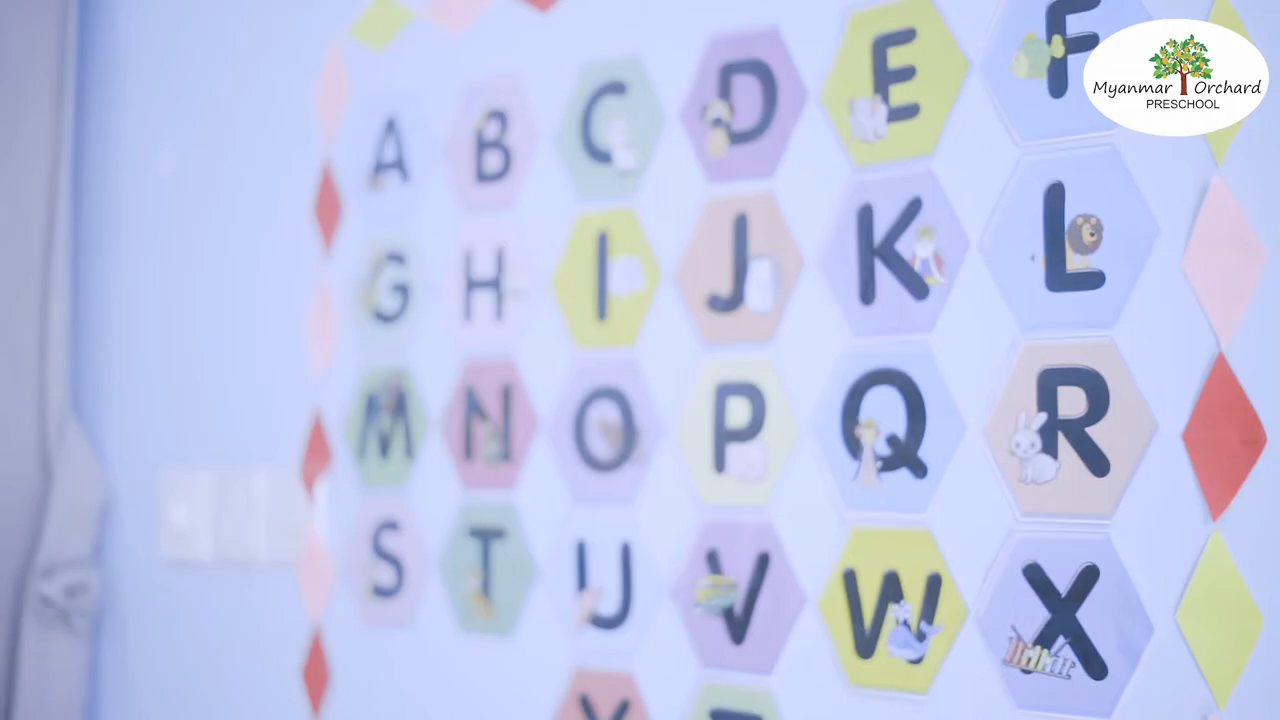 A B C D E F
G H I J K L
M N O P Q R
S T U V W X
Y Z
Myanmar Orchard
PRESCHOOL